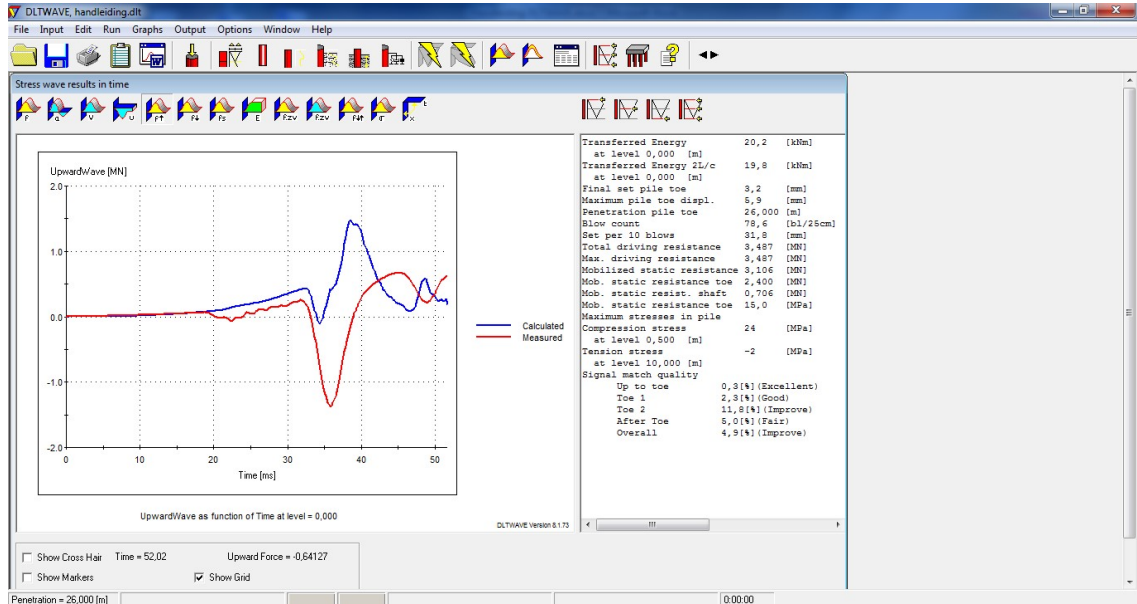 DLTWAVE, handleiding.dlt
File Input Edit Run Graphs Output Options Window Help
Stress wave results in time
UpwardWave [MN]
2.0
1.0
0.0
-1.0
-2.0
0 10 20 30 40 50
Time [ms]
Calculated
Measured
UpwardWave as function of Time at level = 0,000
DLTWAVE Version 8.1.73
Transferred Energy 20,2 [kNm]
at level 0,000 [m]
Transferred Energy 2L/c 19,8 [kNm]
at level 0,000 [m]
Final set pile toe 3,2 [mm]
Maximum pile toe displ. 5,9 [mm]
Penetration pile toe 26,000 [m]
Blow count 78,6 [bl/25cm]
Set per 10 blows 31,8 [mm]
Total driving resistance 3,487 [MN]
Max. driving resistance 3,487 [MN]
Mobilized static resistance 3,106 [MN]
Mob. static resistance toe 2,400 [MN]
Mob. static resist. shaft 0,706 [MN]
Mob. static resistance toe 15,0 [MPa]
Maximum stresses in pile
Compression stress 24 [MPa]
at level 0,500 [m]
Tension stress -2 [MPa]
at level 10,000 [m]
Signal match quality
Up to toe 0,3[%](Excellent)
Toe 1 2,3[%](Good)
Toe 2 11,8[%](Improve)
After Toe 5,0[%](Fair)
Overall 4,9[%](Improve)
Show Cross Hair Time = 52,02 Upward Force = -0,64127
Show Markers Show Grid
Penetration = 26,000 [m] 0:00:00